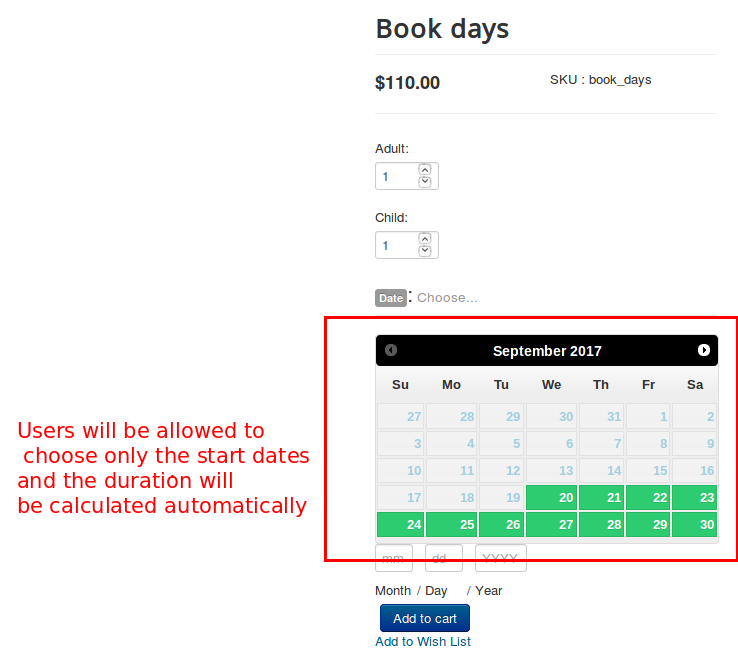 Book days
$110.00 SKU : book_days
Adult:
1
Child:
1
Date : Choose...
September 2017
Su Mo Tu We Th Fr Sa
27 28 29 30 31 1 2
3 4 5 6 7 8 9
10 11 12 13 14 15 16
17 18 19 20 21 22 23
24 25 26 27 28 29 30
Users will be allowed to
choose only the start dates
and the duration will
be calculated automatically
mm dd YYYY
Month / Day / Year
Add to cart
Add to Wish List